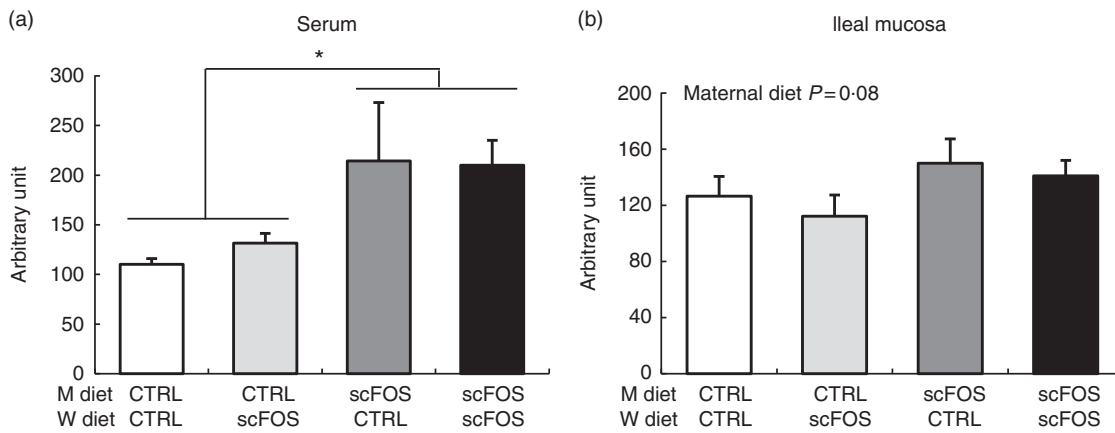 (a)
Serum
*
Arbitrary unit
300
250
200
150
100
50
0
M diet CTRL CTRL scFOS scFOS
W diet CTRL scFOS CTRL scFOS
(b)
Ileal mucosa
Maternal diet P=0·08
Arbitrary unit
200
160
120
80
40
0
M diet CTRL CTRL scFOS scFOS
W diet CTRL scFOS CTRL scFOS